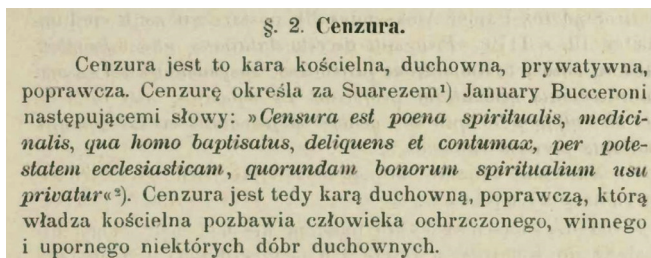 §. 2. Cenzura.
Cenzura jest to kara kościelna, duchowna, prywatywna,
poprawcza. Cenzurę określa za Suarezem¹) January Bucceroni
następującemi słowy: »Censura est poena spiritualis, medici-
nalis, qua homo baptisatus, deliquens et contumax, per pote-
statem ecclesiasticam, quorundam bonorum spiritualium usu
privatur«²). Cenzura jest tedy karą duchowną, poprawczą, którą
władza kościelna pozbawia człowieka ochrzczonego, winnego
i upornego niektórych dóbr duchownych.